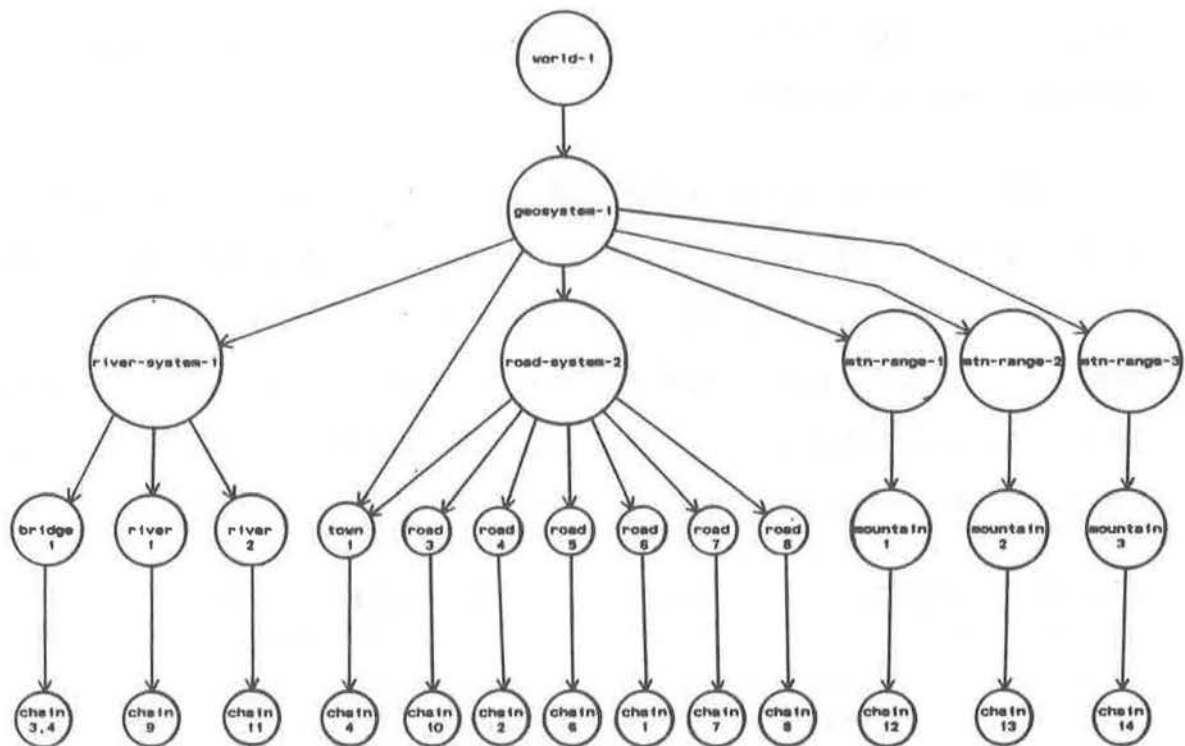 world-1
geosystem-1
river-system-1
road-system-2
mtn-range-1
mtn-range-2
mtn-range-3
bridge
1
river
1
river
2
town
1
road
3
road
4
road
5
road
6
road
7
road
8
mountain
1
mountain
2
mountain
3
chain
3,4
chain
9
chain
11
chain
4
chain
10
chain
2
chain
6
chain
1
chain
7
chain
8
chain
12
chain
13
chain
14